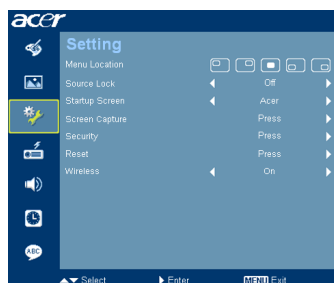 acer
Setting
Menu Location
Source Lock Off
Startup Screen Acer
Screen Capture Press
Security Press
Reset Press
Wireless On
ABC
Select Enter MENU Exit